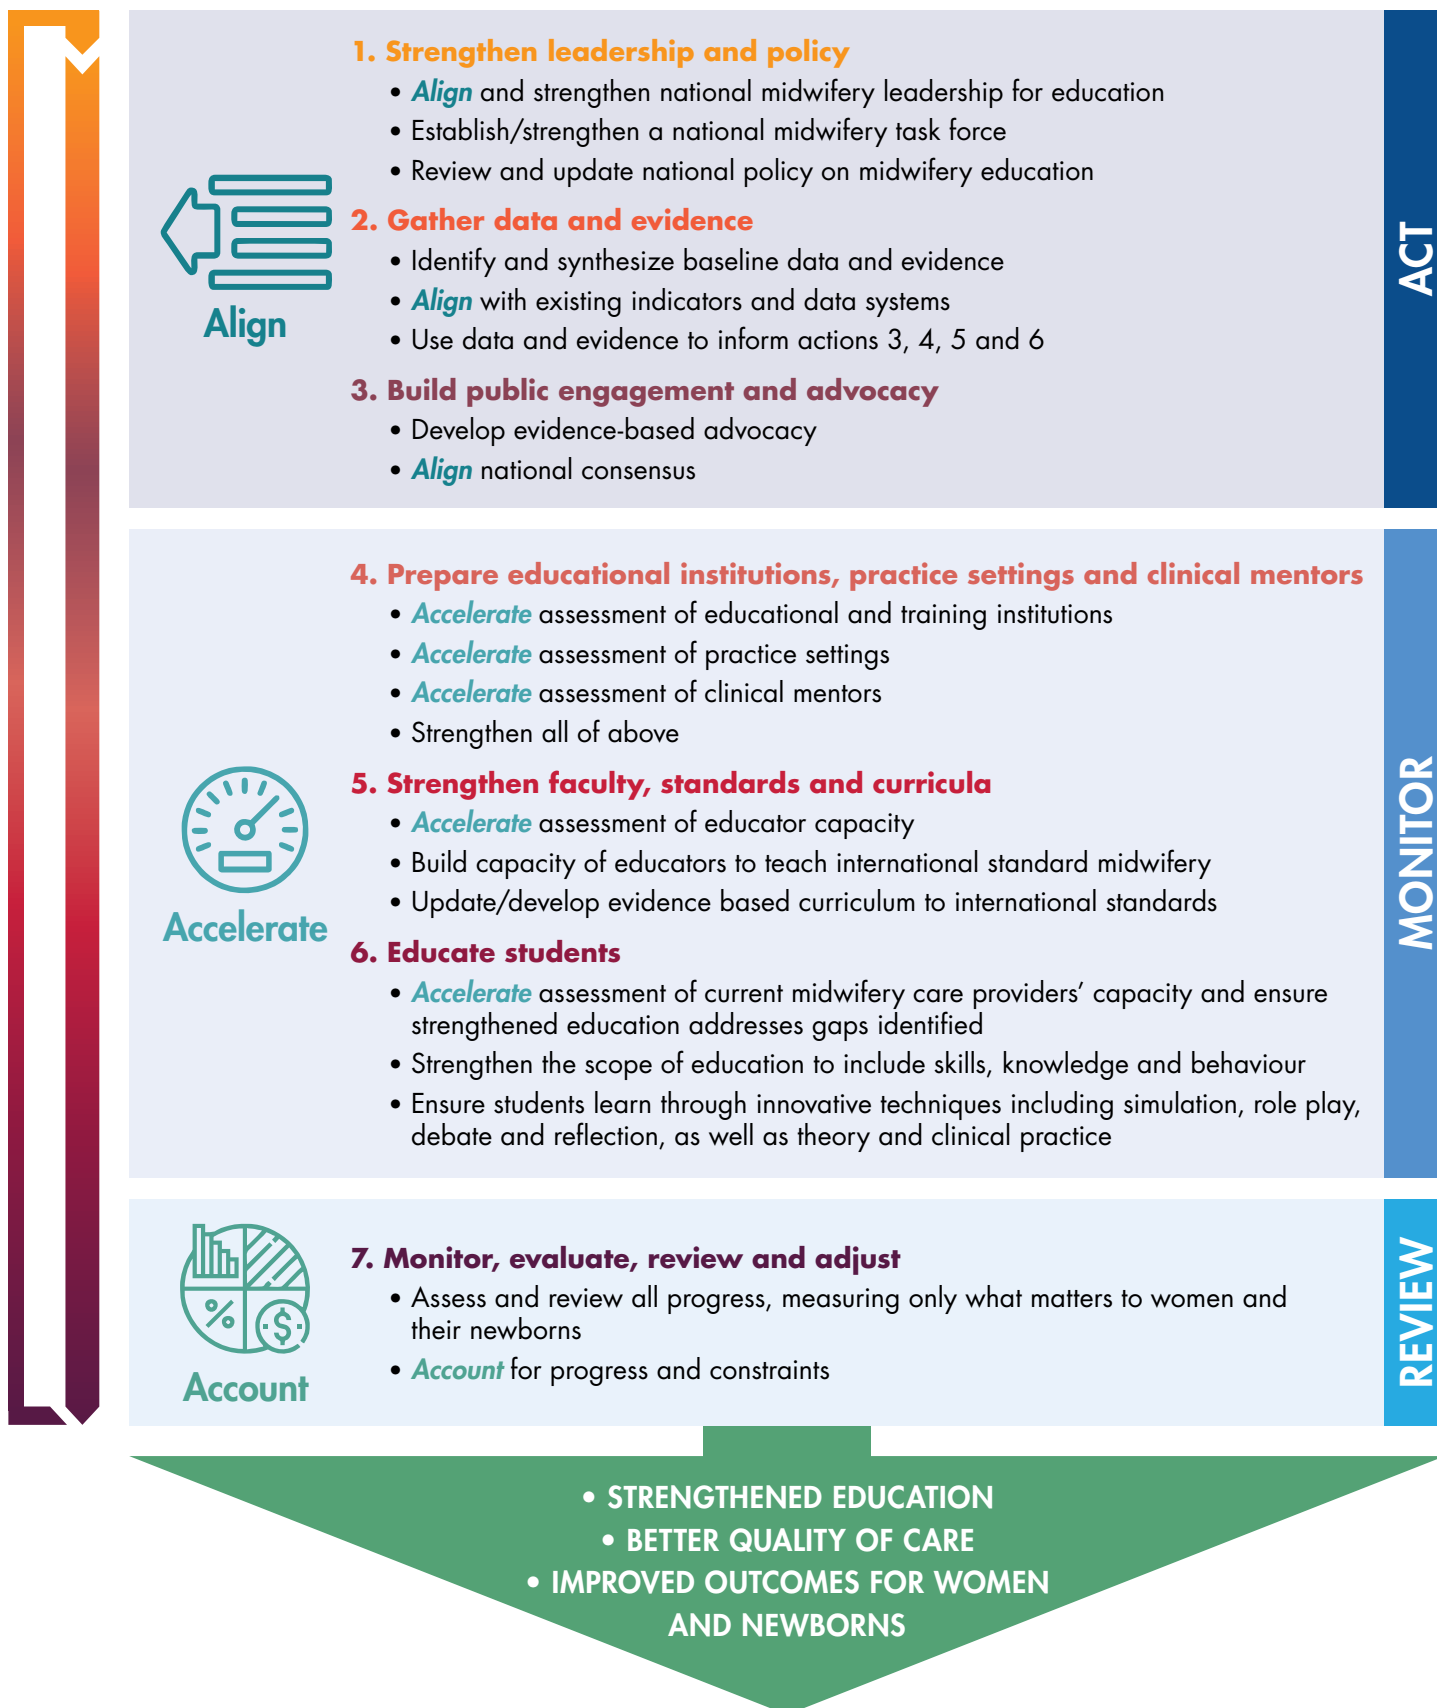 1. Strengthen leadership and policy
• Align and strengthen national midwifery leadership for education
• Establish/strengthen a national midwifery task force
• Review and update national policy on midwifery education
Align
2. Gather data and evidence
• Identify and synthesize baseline data and evidence
• Align with existing indicators and data systems
• Use data and evidence to inform actions 3, 4, 5 and 6
3. Build public engagement and advocacy
• Develop evidence-based advocacy
• Align national consensus
ACT
4. Prepare educational institutions, practice settings and clinical mentors
• Accelerate assessment of educational and training institutions
• Accelerate assessment of practice settings
• Accelerate assessment of clinical mentors
• Strengthen all of above
Accelerate
5. Strengthen faculty, standards and curricula
• Accelerate assessment of educator capacity
• Build capacity of educators to teach international standard midwifery
• Update/develop evidence based curriculum to international standards
6. Educate students
• Accelerate assessment of current midwifery care providers’ capacity and ensure
strengthened education addresses gaps identified
• Strengthen the scope of education to include skills, knowledge and behaviour
• Ensure students learn through innovative techniques including simulation, role play,
debate and reflection, as well as theory and clinical practice
MONITOR
%
$
Account
7. Monitor, evaluate, review and adjust
• Assess and review all progress, measuring only what matters to women and
their newborns
• Account for progress and constraints
REVIEW
• STRENGTHENED EDUCATION
• BETTER QUALITY OF CARE
• IMPROVED OUTCOMES FOR WOMEN
AND NEWBORNS